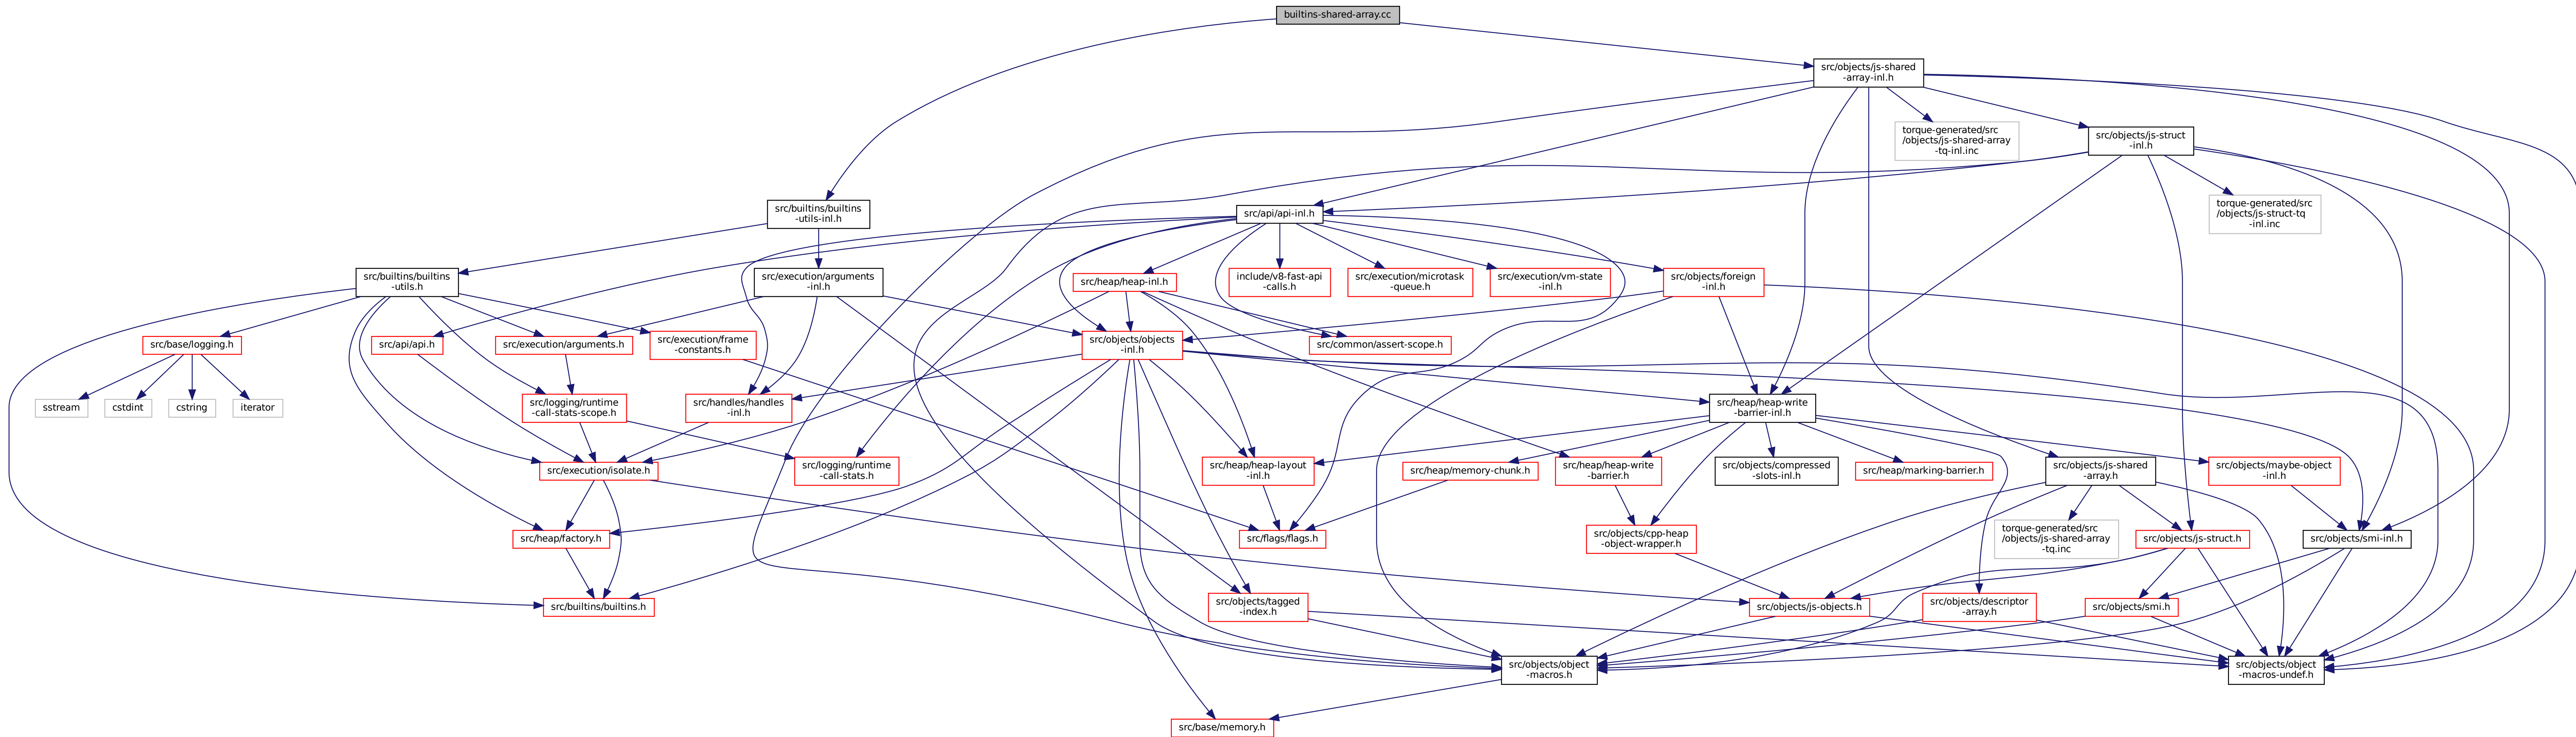 builtins-shared-array.cc
src/objects/js-shared
-array-inl.h
torque-generated/src
/objects/js-shared-array
-tq-inl.inc
src/objects/js-struct
-inl.h
src/builtins/builtins
-utils-inl.h
src/api/api-inl.h
torque-generated/src
/objects/js-struct-tq
-inl.inc
src/builtins/builtins
-utils.h
src/execution/arguments
-inl.h
src/heap/heap-inl.h
include/v8-fast-api
-calls.h
src/execution/microtask
-queue.h
src/execution/vm-state
-inl.h
src/objects/foreign
-inl.h
src/base/logging.h
src/api/api.h
src/execution/arguments.h
src/execution/frame
-constants.h
src/objects/objects
-inl.h
src/common/assert-scope.h
sstream
cstdint
cstring
iterator
src/logging/runtime
-call-stats-scope.h
src/handles/handles
-inl.h
src/heap/heap-write
-barrier-inl.h
src/execution/isolate.h
src/logging/runtime
-call-stats.h
src/heap/heap-layout
-inl.h
src/heap/memory-chunk.h
src/heap/heap-write
-barrier.h
src/objects/compressed
-slots-inl.h
src/heap/marking-barrier.h
src/objects/js-shared
-array.h
src/objects/maybe-object
-inl.h
src/heap/factory.h
src/flags/flags.h
src/objects/cpp-heap
-object-wrapper.h
torque-generated/src
/objects/js-shared-array
-tq.inc
src/objects/js-struct.h
src/objects/smi-inl.h
src/builtins/builtins.h
src/objects/tagged
-index.h
src/objects/js-objects.h
src/objects/descriptor
-array.h
src/objects/smi.h
src/objects/object
-macros.h
src/objects/object
-macros-undef.h
src/base/memory.h